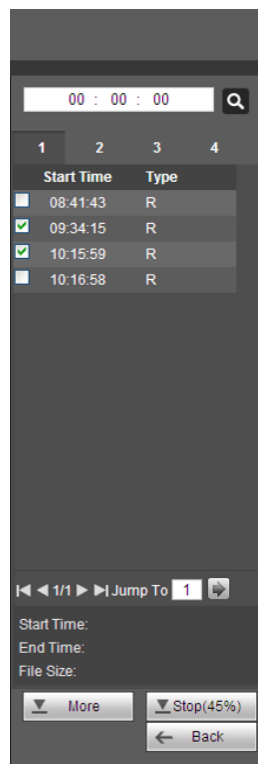 00 : 00 : 00
1 2 3 4
Start Time Type
08:41:43 R
09:34:15 R
10:15:59 R
10:16:58 R
1/1 Jump To 1
Start Time:
End Time:
File Size:
More Stop(45%)
Back